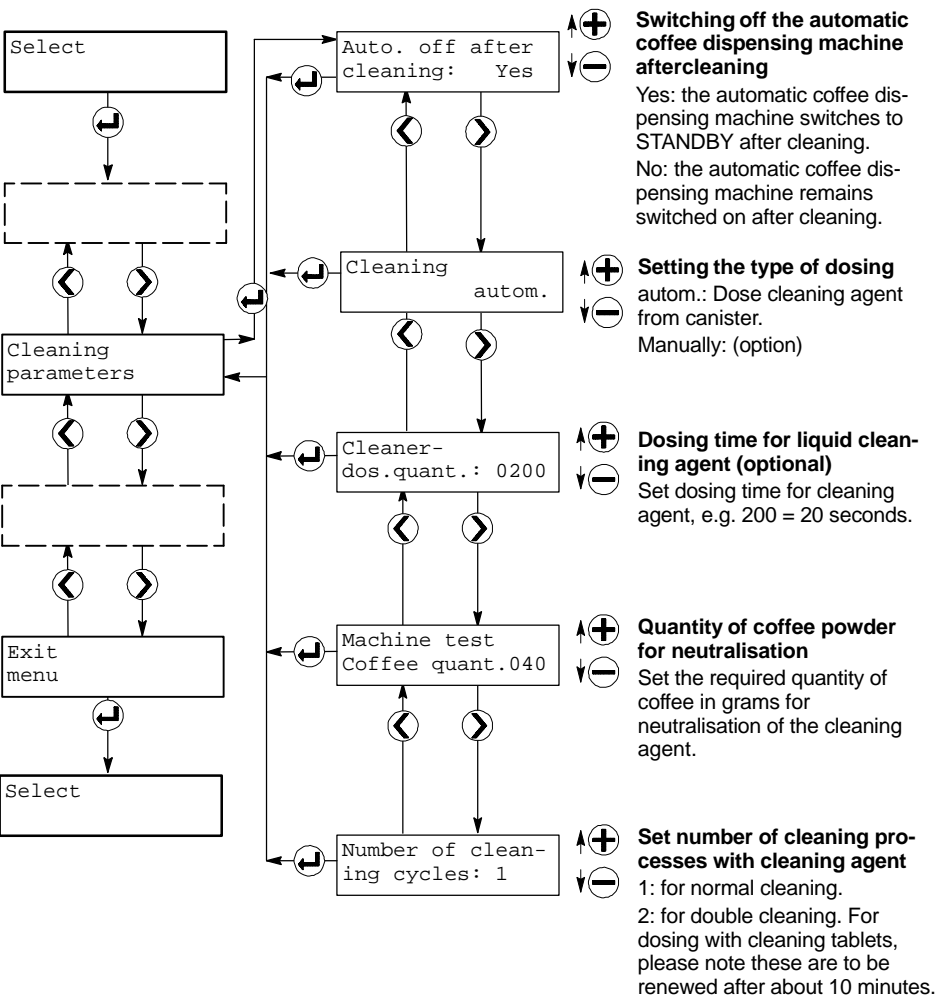 Select
Cleaning
parameters
Exit
menu
Select
Auto. off after
cleaning: Yes
Switching off the automatic
coffee dispensing machine
aftercleaning
Yes: the automatic coffee dis-
pensing machine switches to
STANDBY after cleaning.
No: the automatic coffee dis-
pensing machine remains
switched on after cleaning.
Cleaning
autom.
Setting the type of dosing
autom.: Dose cleaning agent
from canister.
Manually: (option)
Cleaner-
dos.quant.: 0200
Dosing time for liquid clean-
ing agent (optional)
Set dosing time for cleaning
agent, e.g. 200 = 20 seconds.
Machine test
Coffee quant.040
Quantity of coffee powder
for neutralisation
Set the required quantity of
coffee in grams for
neutralisation of the cleaning
agent.
Number of clean-
ing cycles: 1
Set number of cleaning pro-
cesses with cleaning agent
1: for normal cleaning.
2: for double cleaning. For
dosing with cleaning tablets,
please note these are to be
renewed after about 10 minutes.